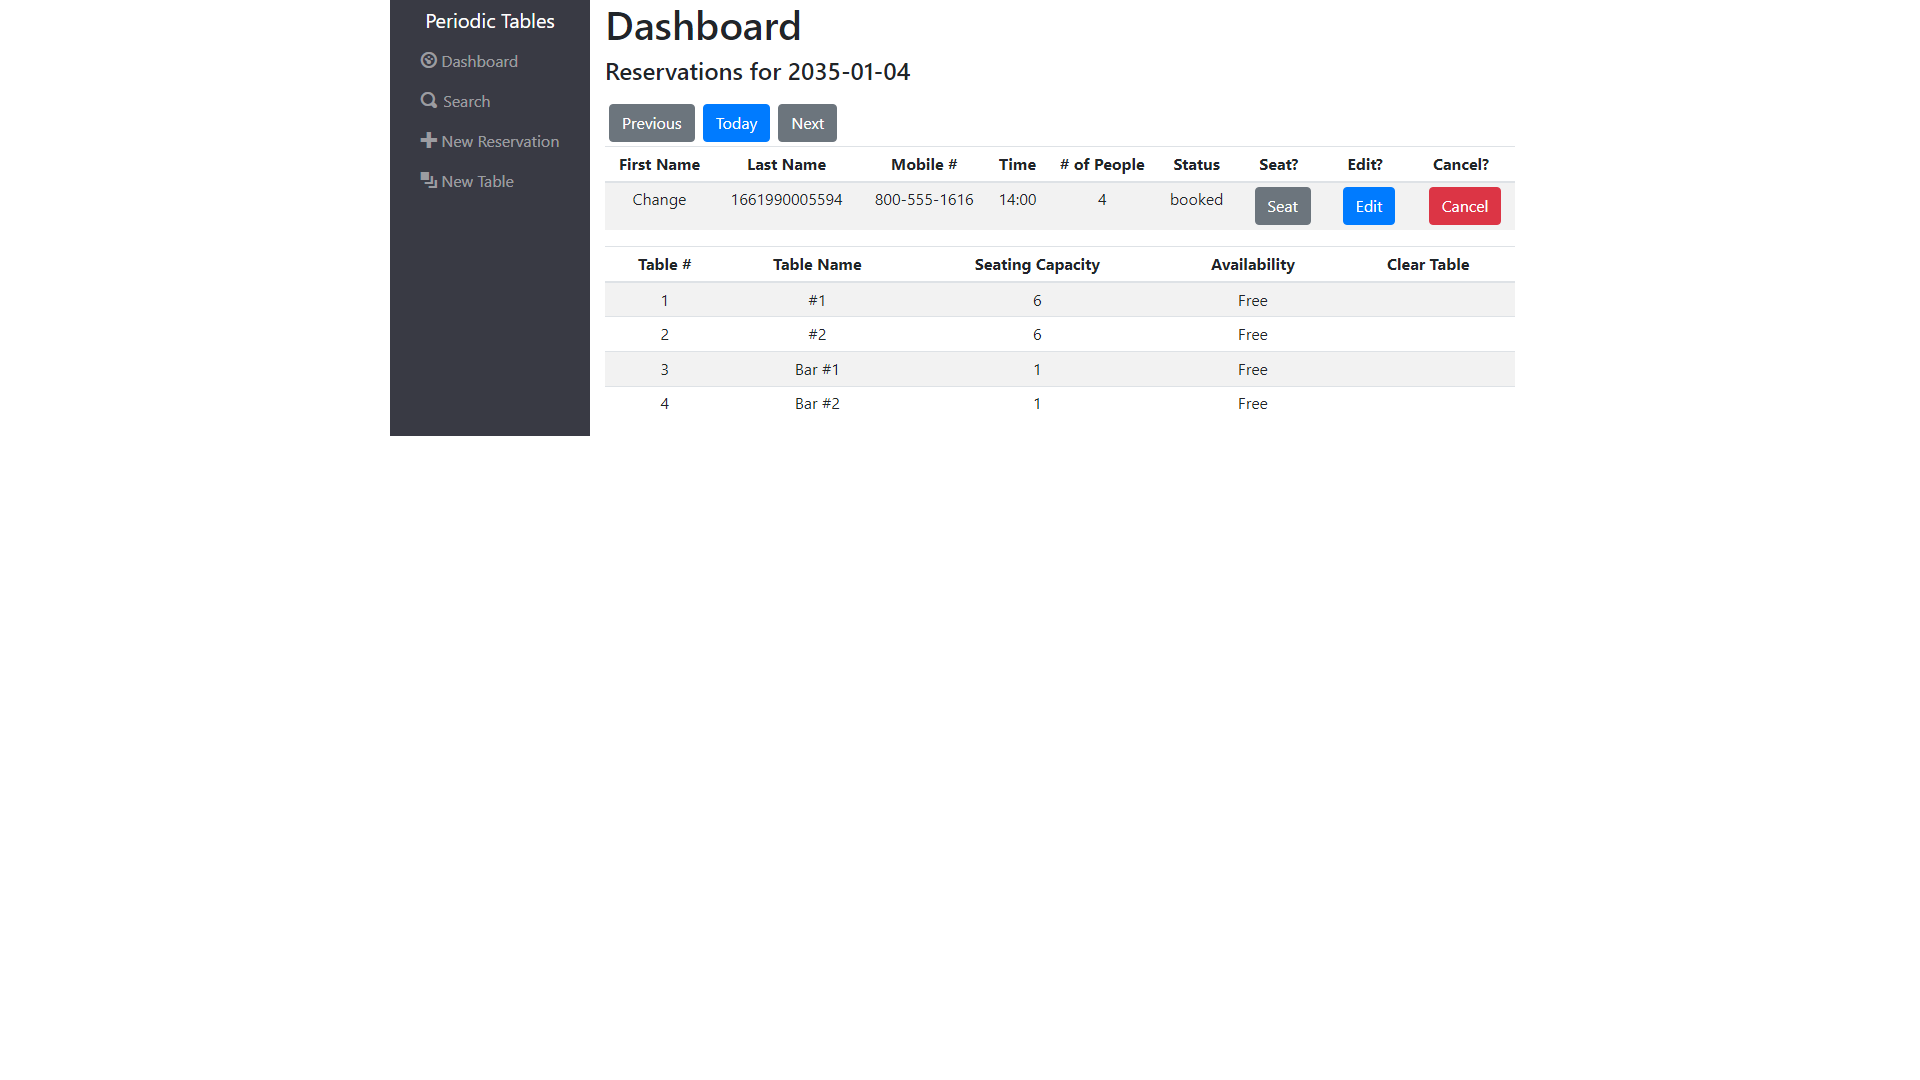 Periodic Tables
Dashboard
Search
New Reservation
New Table
Dashboard
Reservations for 2035-01-04
Previous Today Next
First Name Last Name Mobile # Time # of People Status Seat? Edit? Cancel?
Change 1661990005594 800-555-1616 14:00 4 booked Seat Edit Cancel
Table # Table Name Seating Capacity Availability Clear Table
1 #1 6 Free
2 #2 6 Free
3 Bar #1 1 Free
4 Bar #2 1 Free